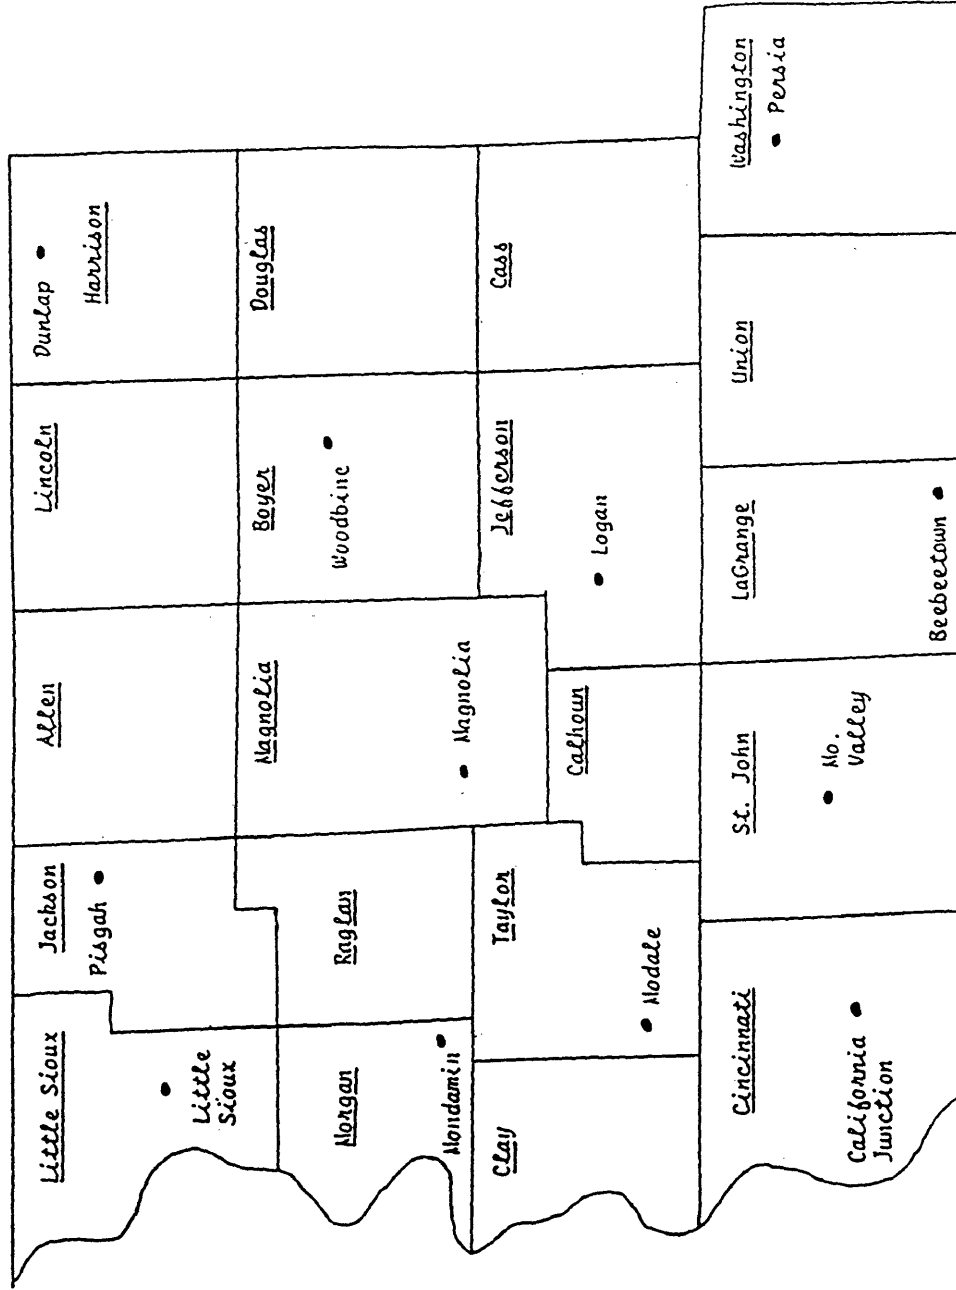 Little Sioux
Little
Sioux
Jackson
Pisgah
Allen
Lincoln
Dunlap
Harrison
Morgan
Mondamin
Raglan
Magnolia
Magnolia
Boyer
Woodbine
Douglas
Clay
Taylor
Modale
Calhoun
Jefferson
Logan
Cass
Cincinnati
California
Junction
St. John
Mo.
Valley
LaGrange
Beebeetown
Union
Washington
Persia